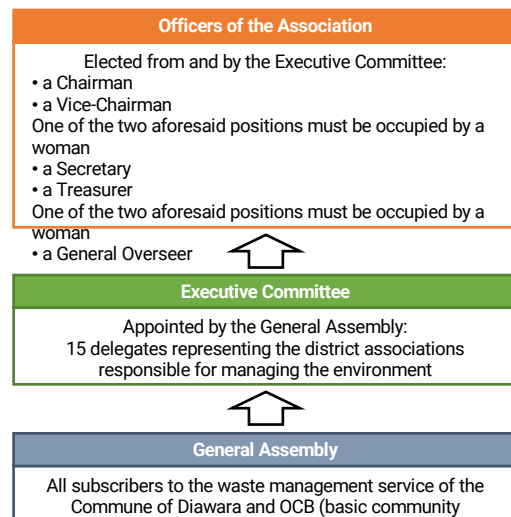 Officers of the Association
Elected from and by the Executive Committee:
• a Chairman
• a Vice-Chairman
One of the two aforesaid positions must be occupied by a
woman
• a Secretary
• a Treasurer
One of the two aforesaid positions must be occupied by a
woman
• a General Overseer
Executive Committee
Appointed by the General Assembly:
15 delegates representing the district associations
responsible for managing the environment
General Assembly
All subscribers to the waste management service of the
Commune of Diawara and OCB (basic community